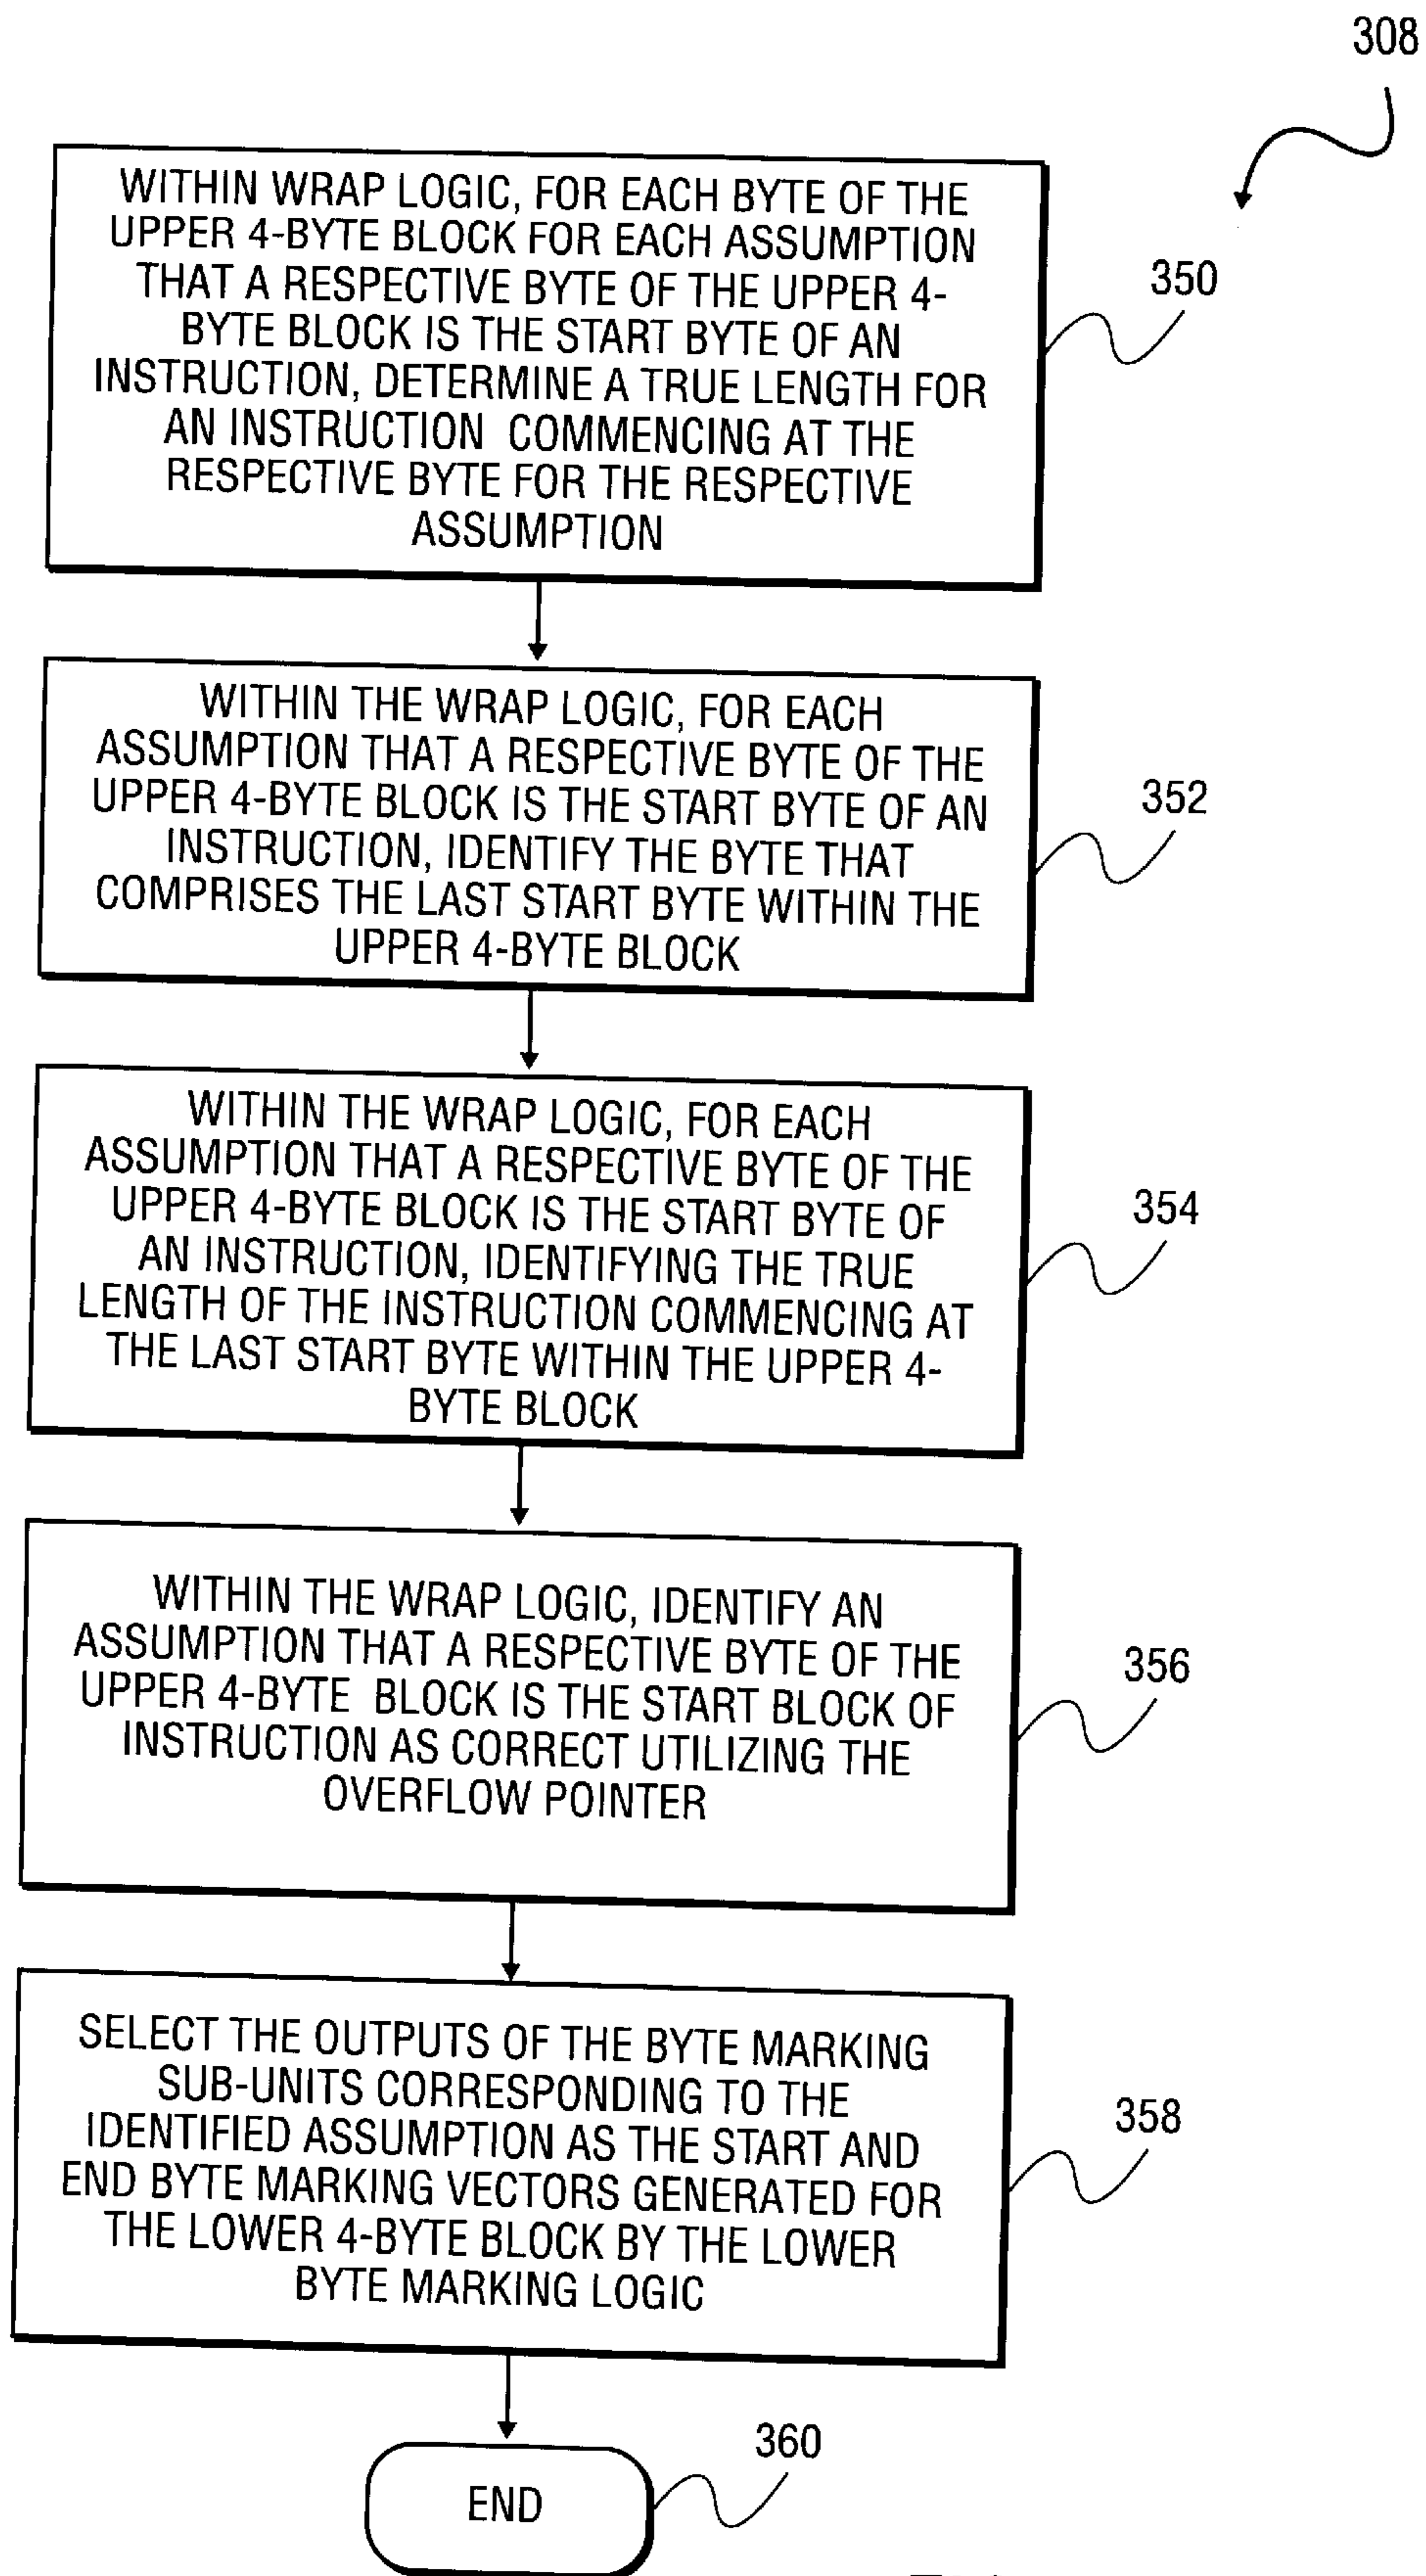 308
WITHIN WRAP LOGIC, FOR EACH BYTE OF THE
UPPER 4-BYTE BLOCK FOR EACH ASSUMPTION
THAT A RESPECTIVE BYTE OF THE UPPER 4-
BYTE BLOCK IS THE START BYTE OF AN
INSTRUCTION, DETERMINE A TRUE LENGTH FOR
AN INSTRUCTION COMMENCING AT THE
RESPECTIVE BYTE FOR THE RESPECTIVE
ASSUMPTION
350
WITHIN THE WRAP LOGIC, FOR EACH
ASSUMPTION THAT A RESPECTIVE BYTE OF THE
UPPER 4-BYTE BLOCK IS THE START BYTE OF AN
INSTRUCTION, IDENTIFY THE BYTE THAT
COMPRISES THE LAST START BYTE WITHIN THE
UPPER 4-BYTE BLOCK
352
WITHIN THE WRAP LOGIC, FOR EACH
ASSUMPTION THAT A RESPECTIVE BYTE OF THE
UPPER 4-BYTE BLOCK IS THE START BYTE OF
AN INSTRUCTION, IDENTIFYING THE TRUE
LENGTH OF THE INSTRUCTION COMMENCING AT
THE LAST START BYTE WITHIN THE UPPER 4-
BYTE BLOCK
354
WITHIN THE WRAP LOGIC, IDENTIFY AN
ASSUMPTION THAT A RESPECTIVE BYTE OF THE
UPPER 4-BYTE BLOCK IS THE START BLOCK OF
INSTRUCTION AS CORRECT UTILIZING THE
OVERFLOW POINTER
356
SELECT THE OUTPUTS OF THE BYTE MARKING
SUB-UNITS CORRESPONDING TO THE
IDENTIFIED ASSUMPTION AS THE START AND
END BYTE MARKING VECTORS GENERATED FOR
THE LOWER 4-BYTE BLOCK BY THE LOWER
BYTE MARKING LOGIC
358
END
360